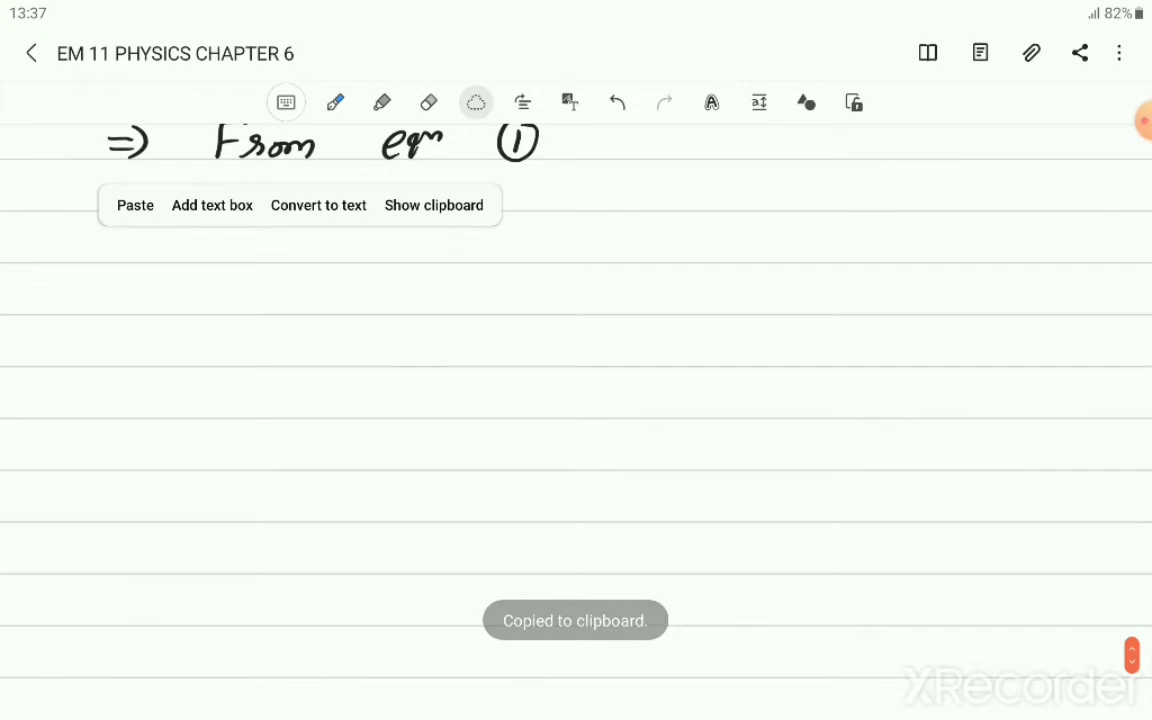 13:37
82%
EM 11 PHYSICS CHAPTER 6
=> From eqn ①
Paste Add text box Convert to text Show clipboard
Copied to clipboard.
XRecorder